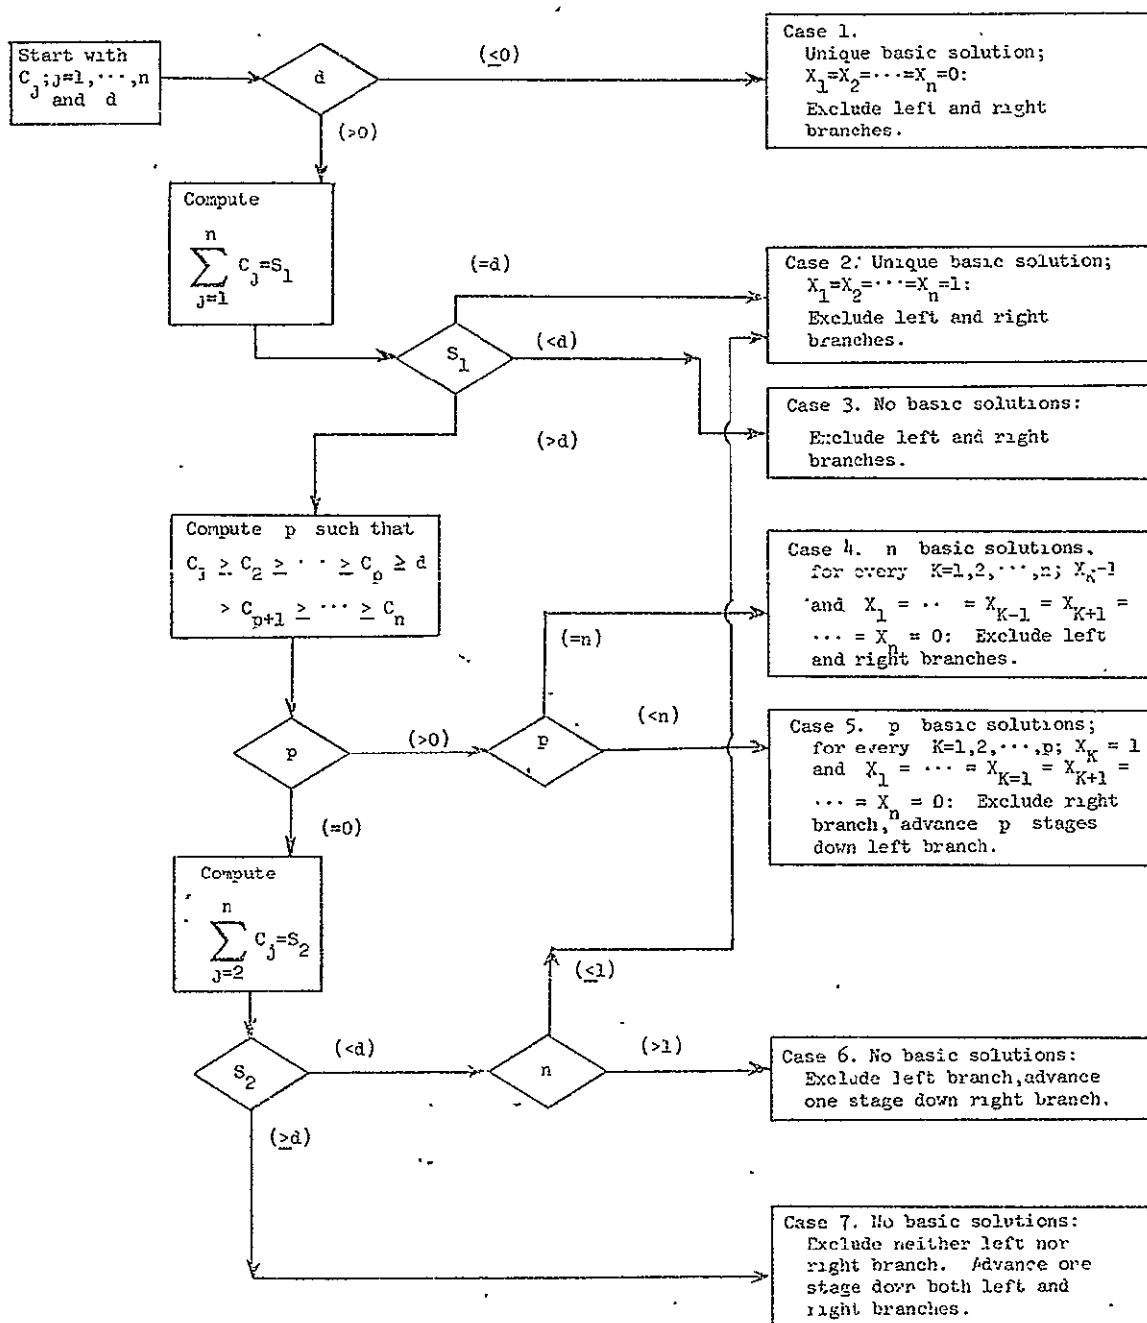 Start with
C_j;j=1,···,n
and d
d
(≤0)
(>0)
Case 1.
Unique basic solution;
X_1=X_2=···=X_n=0:
Exclude left and right
branches.
Compute
n
∑ C_j=S_1
j=1
(=d)
S_1
(<d)
(>d)
Case 2. Unique basic solution;
X_1=X_2=···=X_n=1:
Exclude left and right
branches.
Case 3. No basic solutions:
Exclude left and right
branches.
Compute p such that
C_1 ≥ C_2 ≥ · · ≥ C_p ≥ d
> C_{p+1} ≥ ··· ≥ C_n
Case 4. n basic solutions,
for every K=1,2,···,n; X_K=1
and X_1 = ·· = X_{K-1} = X_{K+1} =
··· = X_n = 0: Exclude left
and right branches.
(=n)
p
(>0)
p
(<n)
(=0)
Case 5. p basic solutions;
for every K=1,2,···,p; X_K = 1
and X_1 = ··· = X_{K=1} = X_{K+1} =
··· = X_n = 0: Exclude right
branch, advance p stages
down left branch.
Compute
n
∑ C_j=S_2
j=2
(≤1)
S_2
(<d)
n
(>1)
(≥d)
Case 6. No basic solutions:
Exclude left branch,advance
one stage down right branch.
Case 7. No basic solutions:
Exclude neither left nor
right branch. Advance one
stage down both left and
right branches.